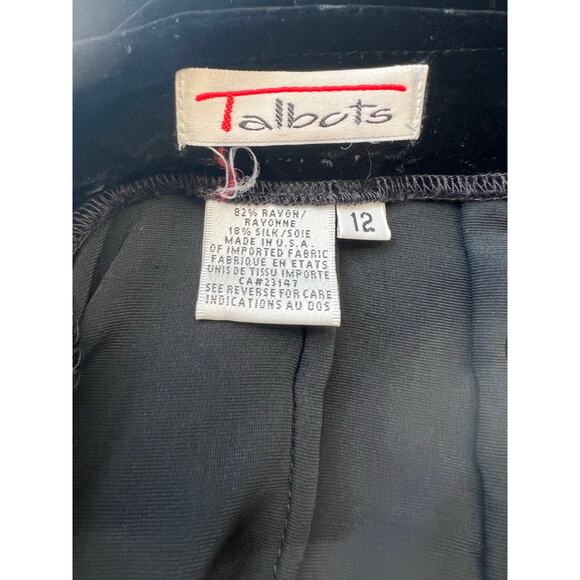 Talbots
82% RAYON/
RAYONNE
18% SILK/SOIE
MADE IN U.S.A.
OF IMPORTED FABRIC
FABRIQUE EN ETATS
UNIS DE TISSU IMPORTE
CA#23147
SEE REVERSE FOR CARE
INDICATIONS AU DOS
12